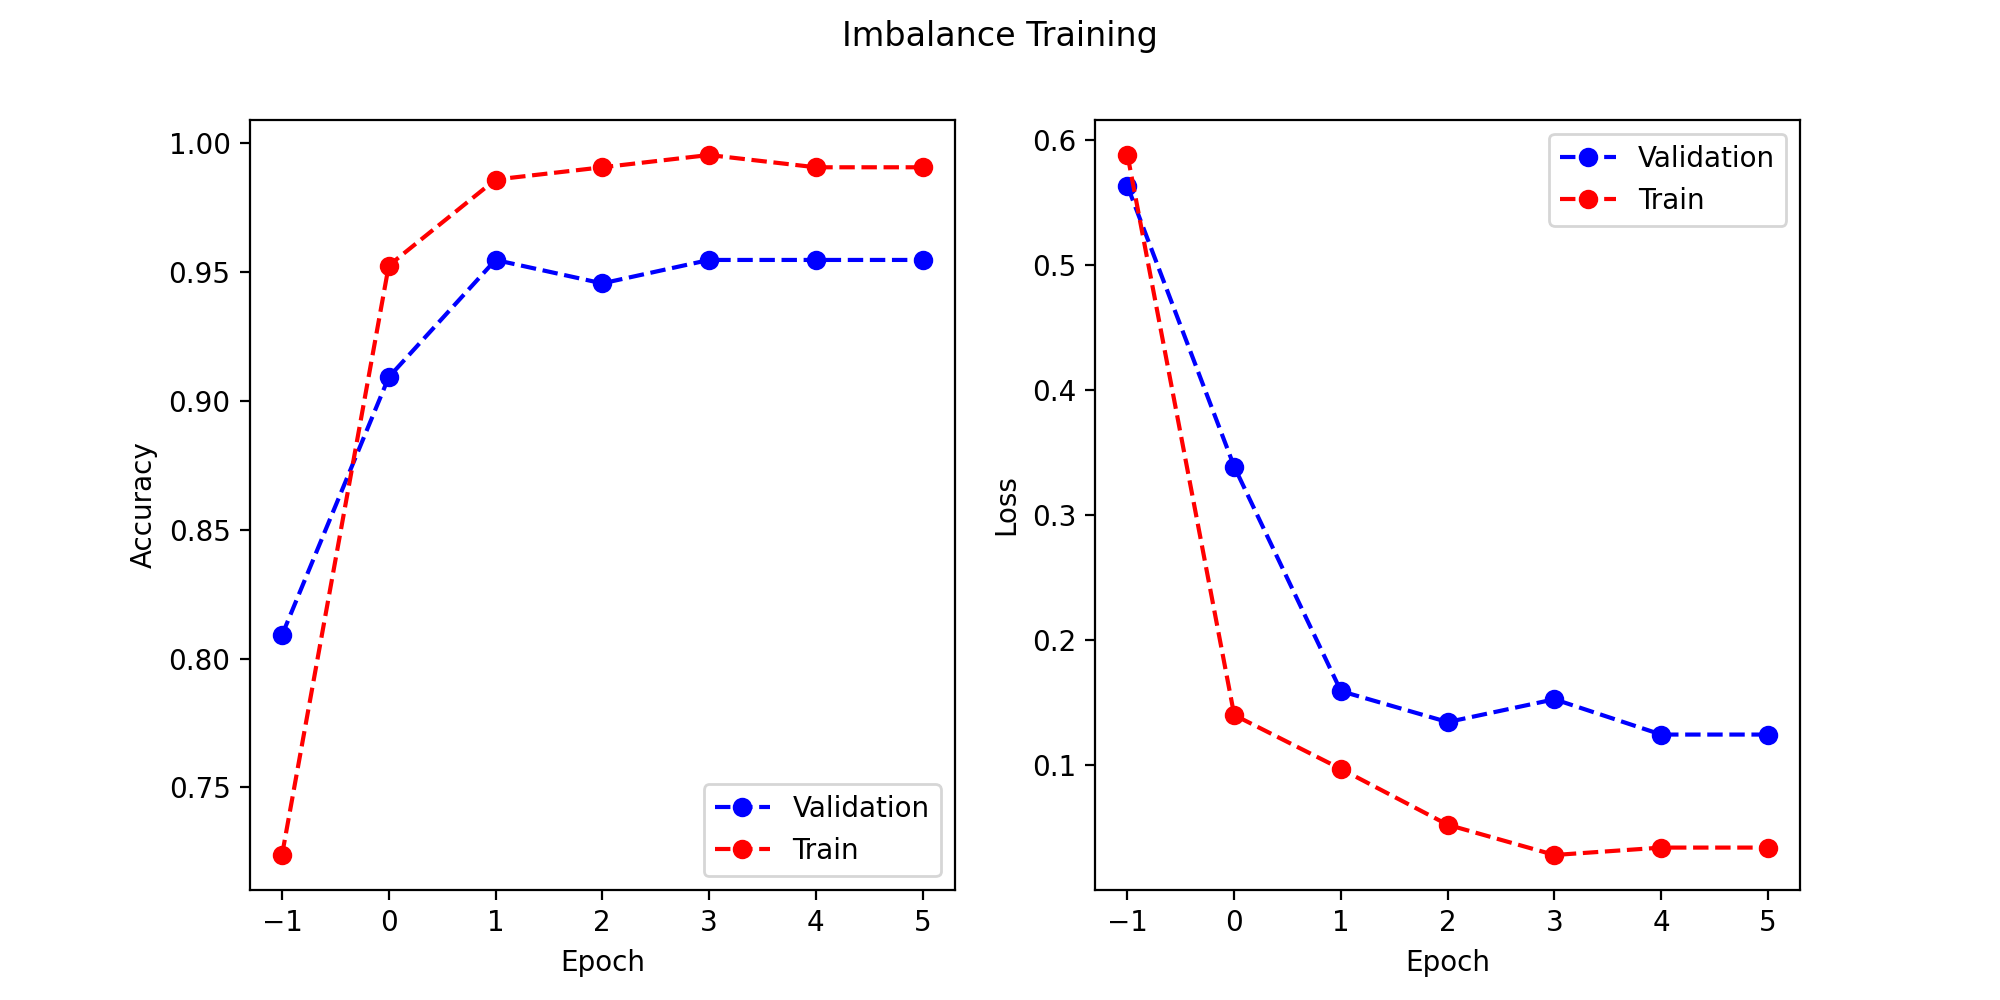 Imbalance Training
1.00
0.95
0.90
0.85
0.80
0.75
Accuracy
Validation
Train
−1 0 1 2 3 4 5
Epoch
0.6
0.5
0.4
0.3
0.2
0.1
Loss
Validation
Train
−1 0 1 2 3 4 5
Epoch